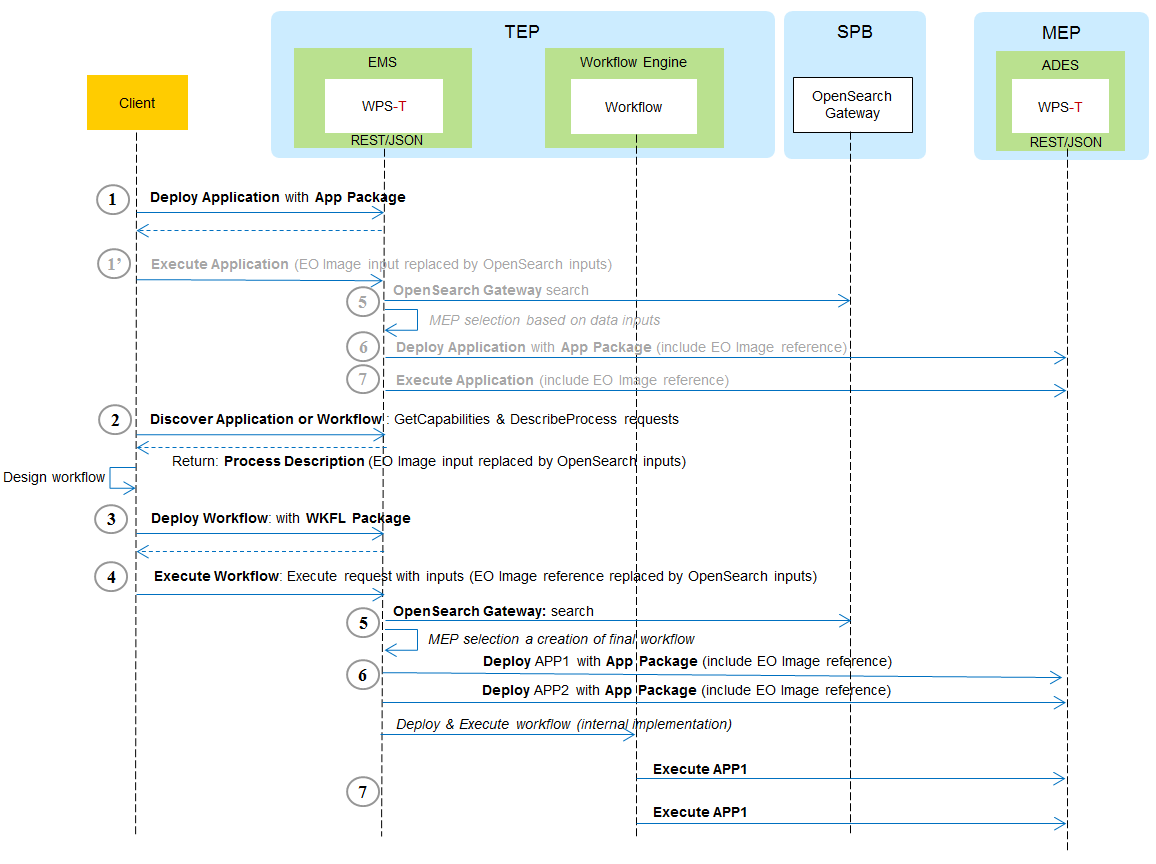 TEP
SPB
MEP
EMS
Workflow Engine
ADES
Client
WPS-T
Workflow
OpenSearch
Gateway
WPS-T
REST/JSON
REST/JSON
1
Deploy Application with App Package
1’
Execute Application (EO Image input replaced by OpenSearch inputs)
5
OpenSearch Gateway search
MEP selection based on data inputs
6
Deploy Application with App Package (include EO Image reference)
7
Execute Application (include EO Image reference)
2
Discover Application or Workflow : GetCapabilities & DescribeProcess requests
Return: Process Description (EO Image input replaced by OpenSearch inputs)
Design workflow
3
Deploy Workflow: with WKFL Package
4
Execute Workflow: Execute request with inputs (EO Image reference replaced by OpenSearch inputs)
5
OpenSearch Gateway: search
MEP selection a creation of final workflow
6
Deploy APP1 with App Package (include EO Image reference)
Deploy APP2 with App Package (include EO Image reference)
Deploy & Execute workflow (internal implementation)
7
Execute APP1
Execute APP1